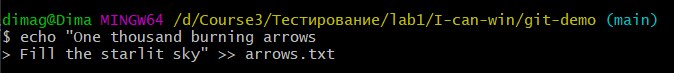 dimag@Dima MINGW64 /d/Course3/Тестирование/lab1/I-can-win/git-demo (main)
$ echo "One thousand burning arrows
> Fill the starlit sky" >> arrows.txt